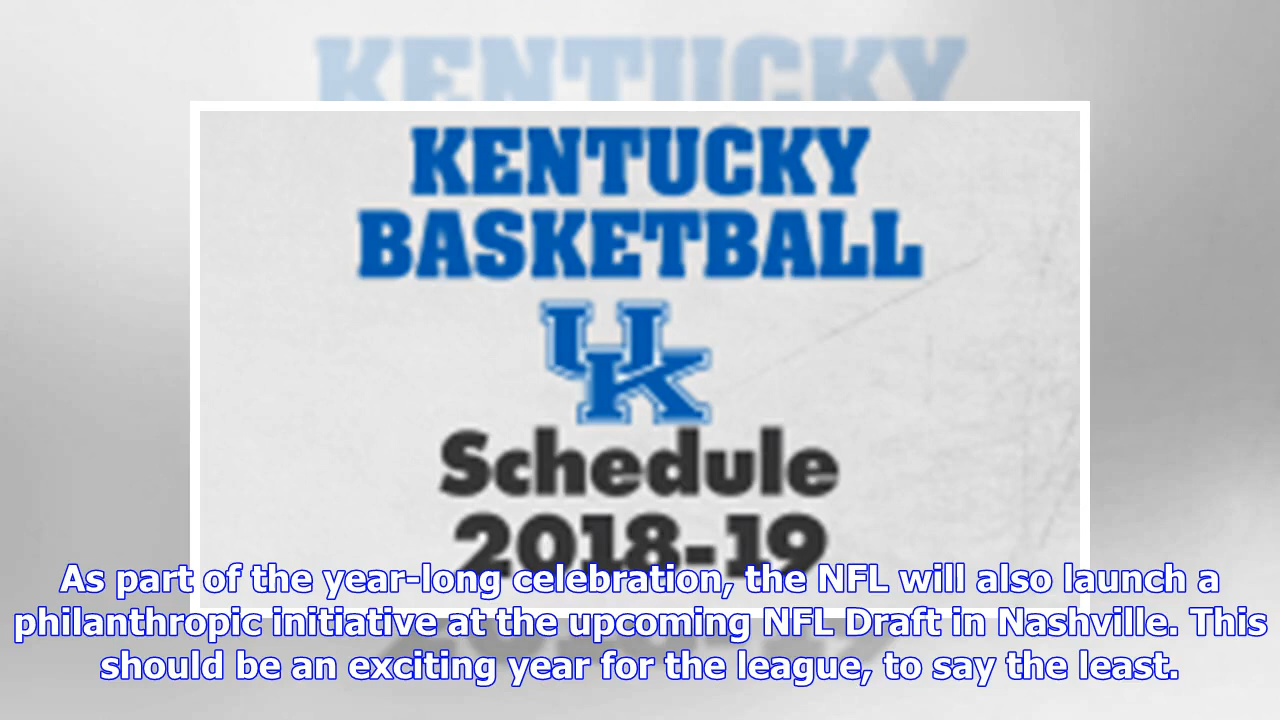 KENTUCKY
KENTUCKY
BASKETBALL
UK
Schedule
2018-19
As part of the year-long celebration, the NFL will also launch a
philanthropic initiative at the upcoming NFL Draft in Nashville. This
should be an exciting year for the league, to say the least.